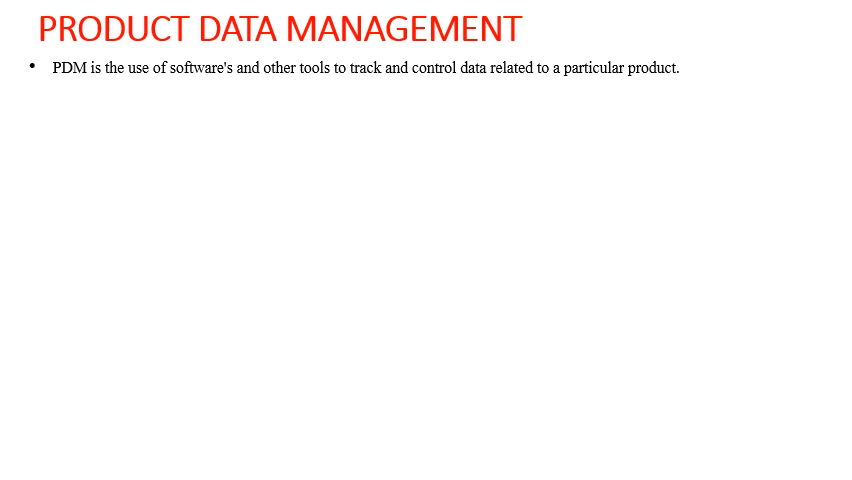 PRODUCT DATA MANAGEMENT
• PDM is the use of software's and other tools to track and control data related to a particular product.